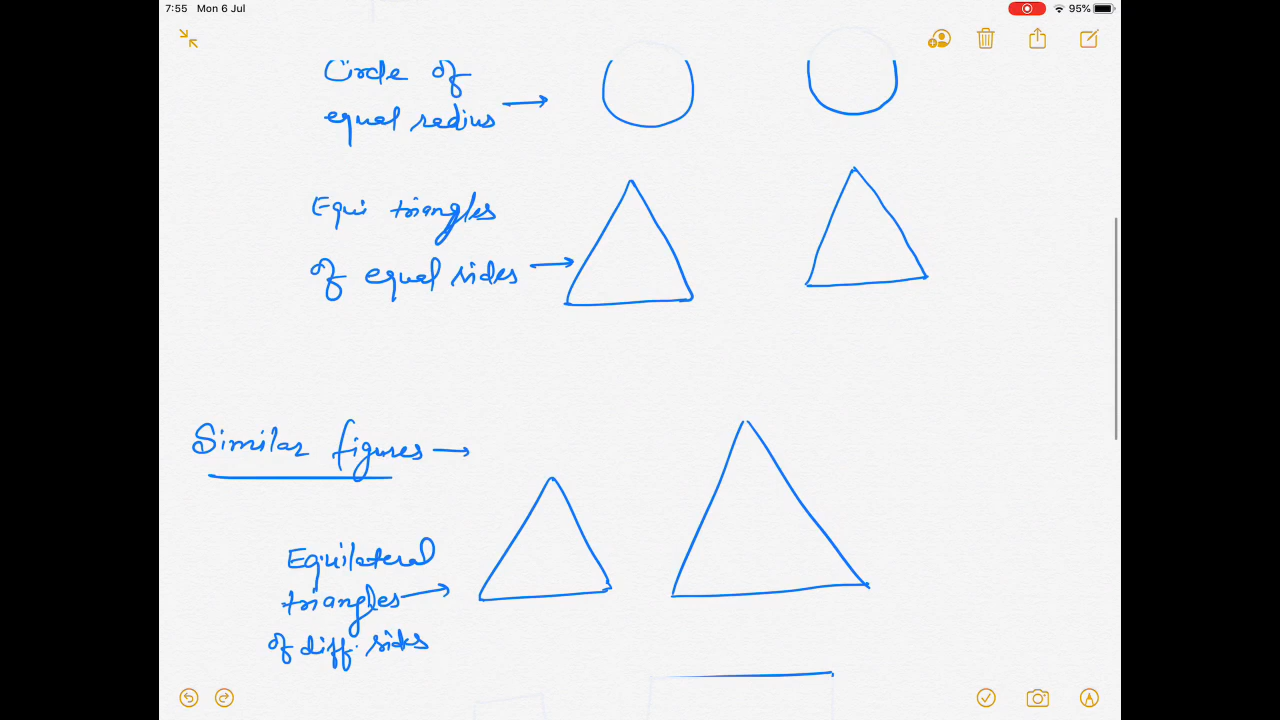 7:55 Mon 6 Jul 95%
Circle of
equal redius →
Equi triangles
of equal sides →
Similar figures →
Equilateral
triangles →
of diff. sides